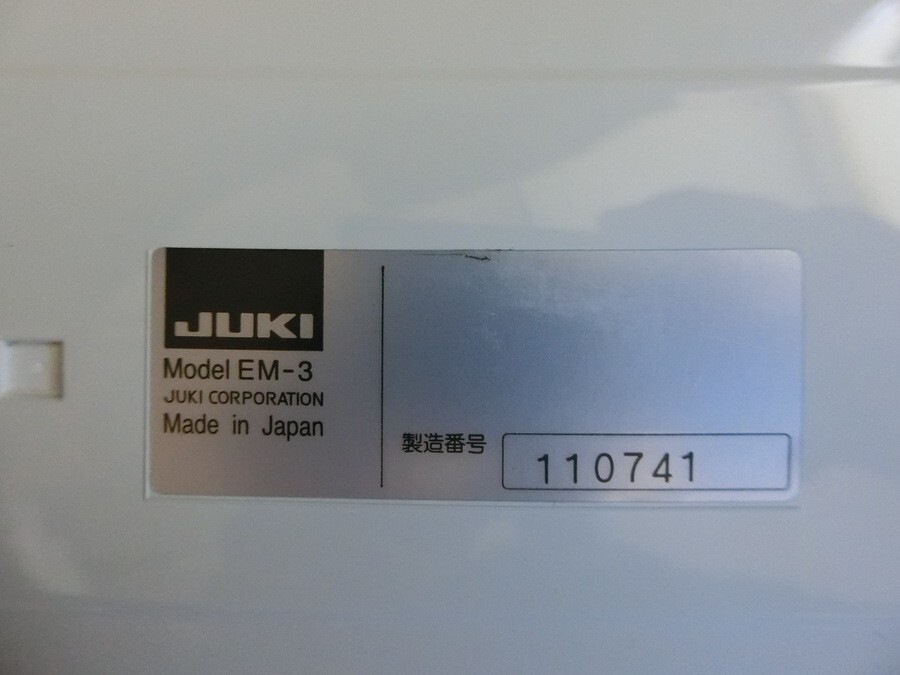 JUKI
Model EM-3
JUKI CORPORATION
Made in Japan
製造番号 110741